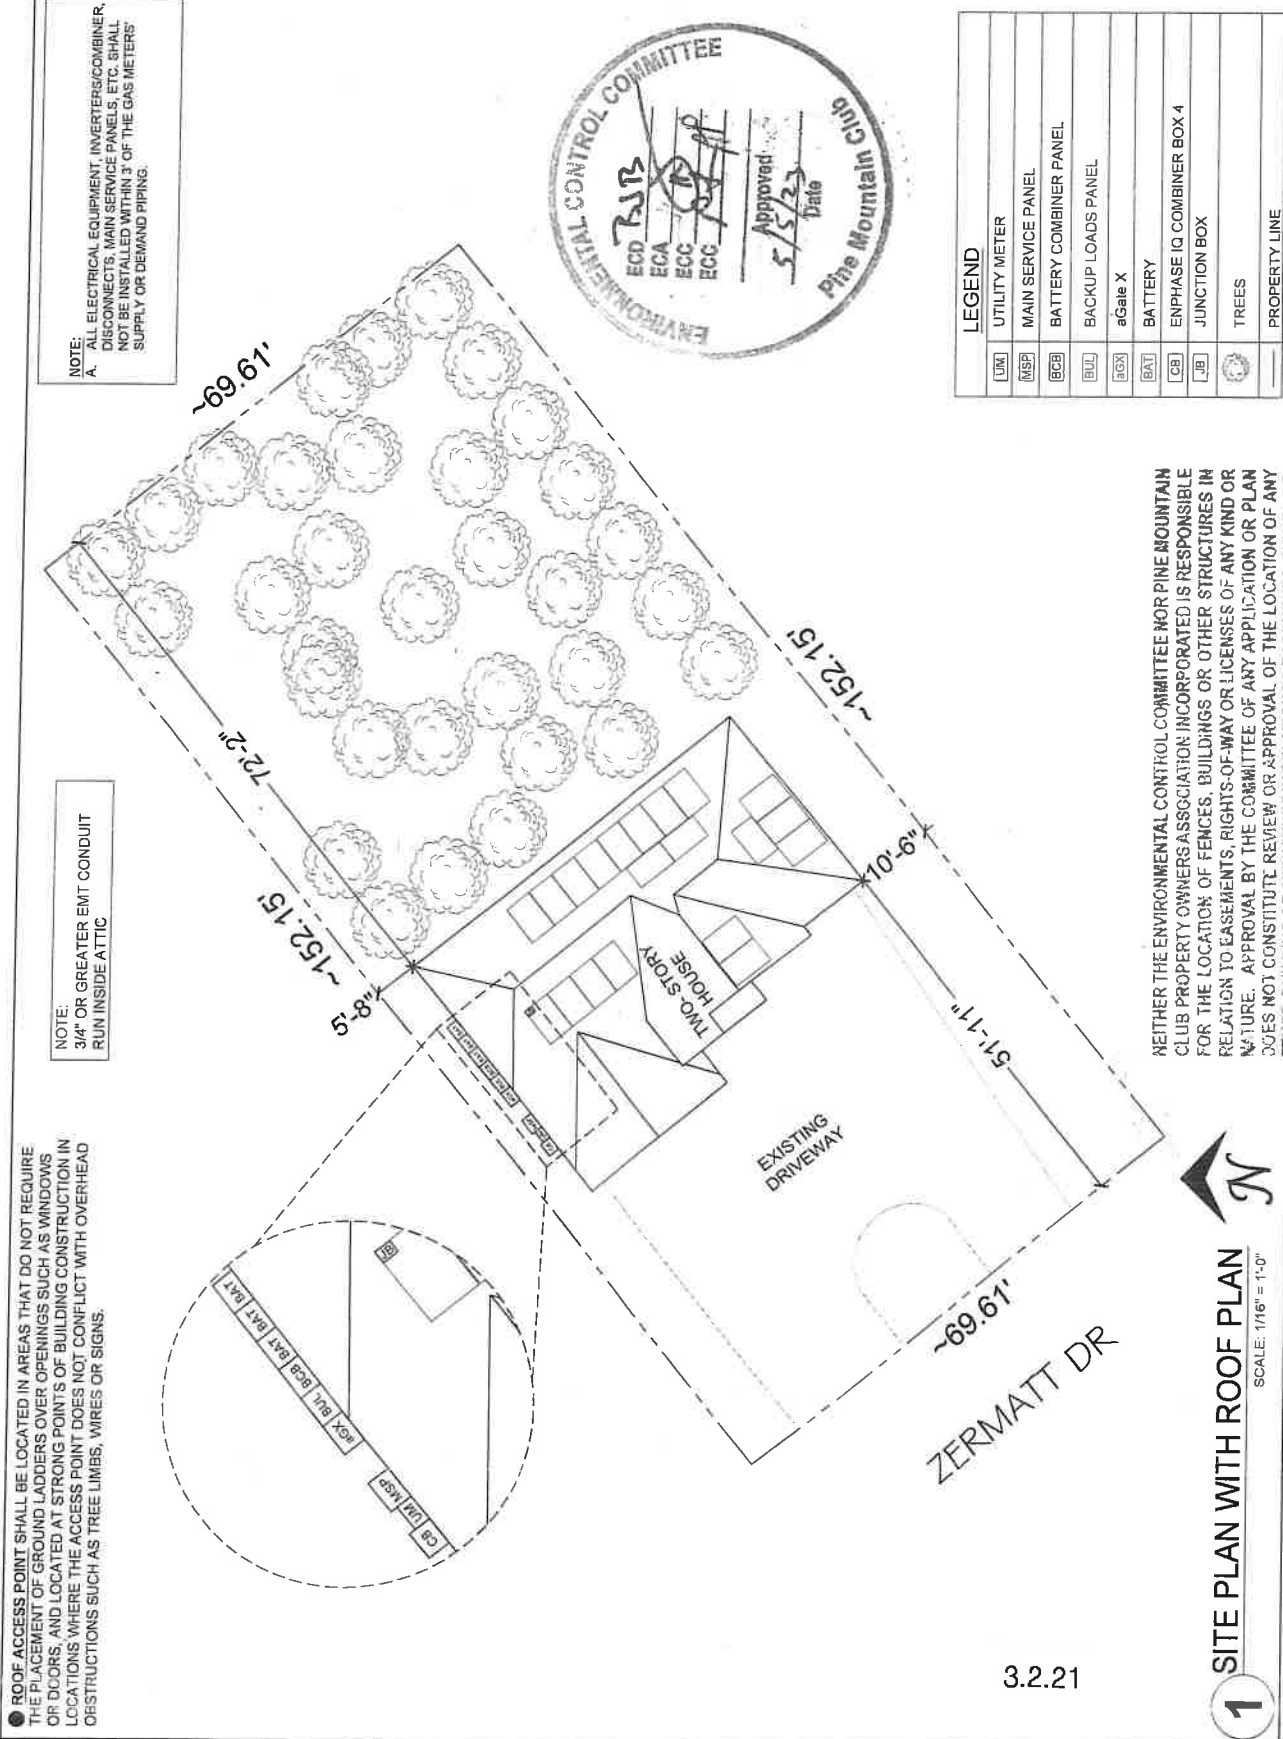 ● ROOF ACCESS POINT SHALL BE LOCATED IN AREAS THAT DO NOT REQUIRE
THE PLACEMENT OF GROUND LADDERS OVER OPENINGS SUCH AS WINDOWS
OR DOORS, AND LOCATED AT STRONG POINTS OF BUILDING CONSTRUCTION IN
LOCATIONS WHERE THE ACCESS POINT DOES NOT CONFLICT WITH OVERHEAD
OBSTRUCTIONS SUCH AS TREE LIMBS, WIRES OR SIGNS.
NOTE:
3/4" OR GREATER EMT CONDUIT
RUN INSIDE ATTIC
NOTE:
A. ALL ELECTRICAL EQUIPMENT, INVERTERS/COMBINER,
DISCONNECTS, MAIN SERVICE PANELS, ETC. SHALL
NOT BE INSTALLED WITHIN 3' OF THE GAS METERS'
SUPPLY OR DEMAND PIPING.
~69.61'
72'-2"
~152.15'
5'-8"
~152.15'
10'-6"
51'-11"
~69.61'
TWO-STORY
HOUSE
EXISTING
DRIVEWAY
ZERMATT DR
BAT
BAT
BAT
BCB
BUL
aGX
MSP
UM
CB
JB
ENVIRONMENTAL CONTROL COMMITTEE
ECD BJB
ECA
ECC
ECC
Approved
5/5/23
Date
Pine Mountain Club
LEGEND
UM UTILITY METER
MSP MAIN SERVICE PANEL
BCB BATTERY COMBINER PANEL
BUL BACKUP LOADS PANEL
aGX aGate X
BAT BATTERY
CB ENPHASE IQ COMBINER BOX 4
JB JUNCTION BOX
TREES
PROPERTY LINE
NEITHER THE ENVIRONMENTAL CONTROL COMMITTEE NOR PINE MOUNTAIN
CLUB PROPERTY OWNERS ASSOCIATION INCORPORATED IS RESPONSIBLE
FOR THE LOCATION OF FENCES, BUILDINGS OR OTHER STRUCTURES IN
RELATION TO EASEMENTS, RIGHTS-OF-WAY OR LICENSES OF ANY KIND OR
NATURE. APPROVAL BY THE COMMITTEE OF ANY APPLICATION OR PLAN
DOES NOT CONSTITUTE REVIEW OR APPROVAL OF THE LOCATION OF ANY
N
1 SITE PLAN WITH ROOF PLAN
SCALE: 1/16" = 1'-0"
3.2.21